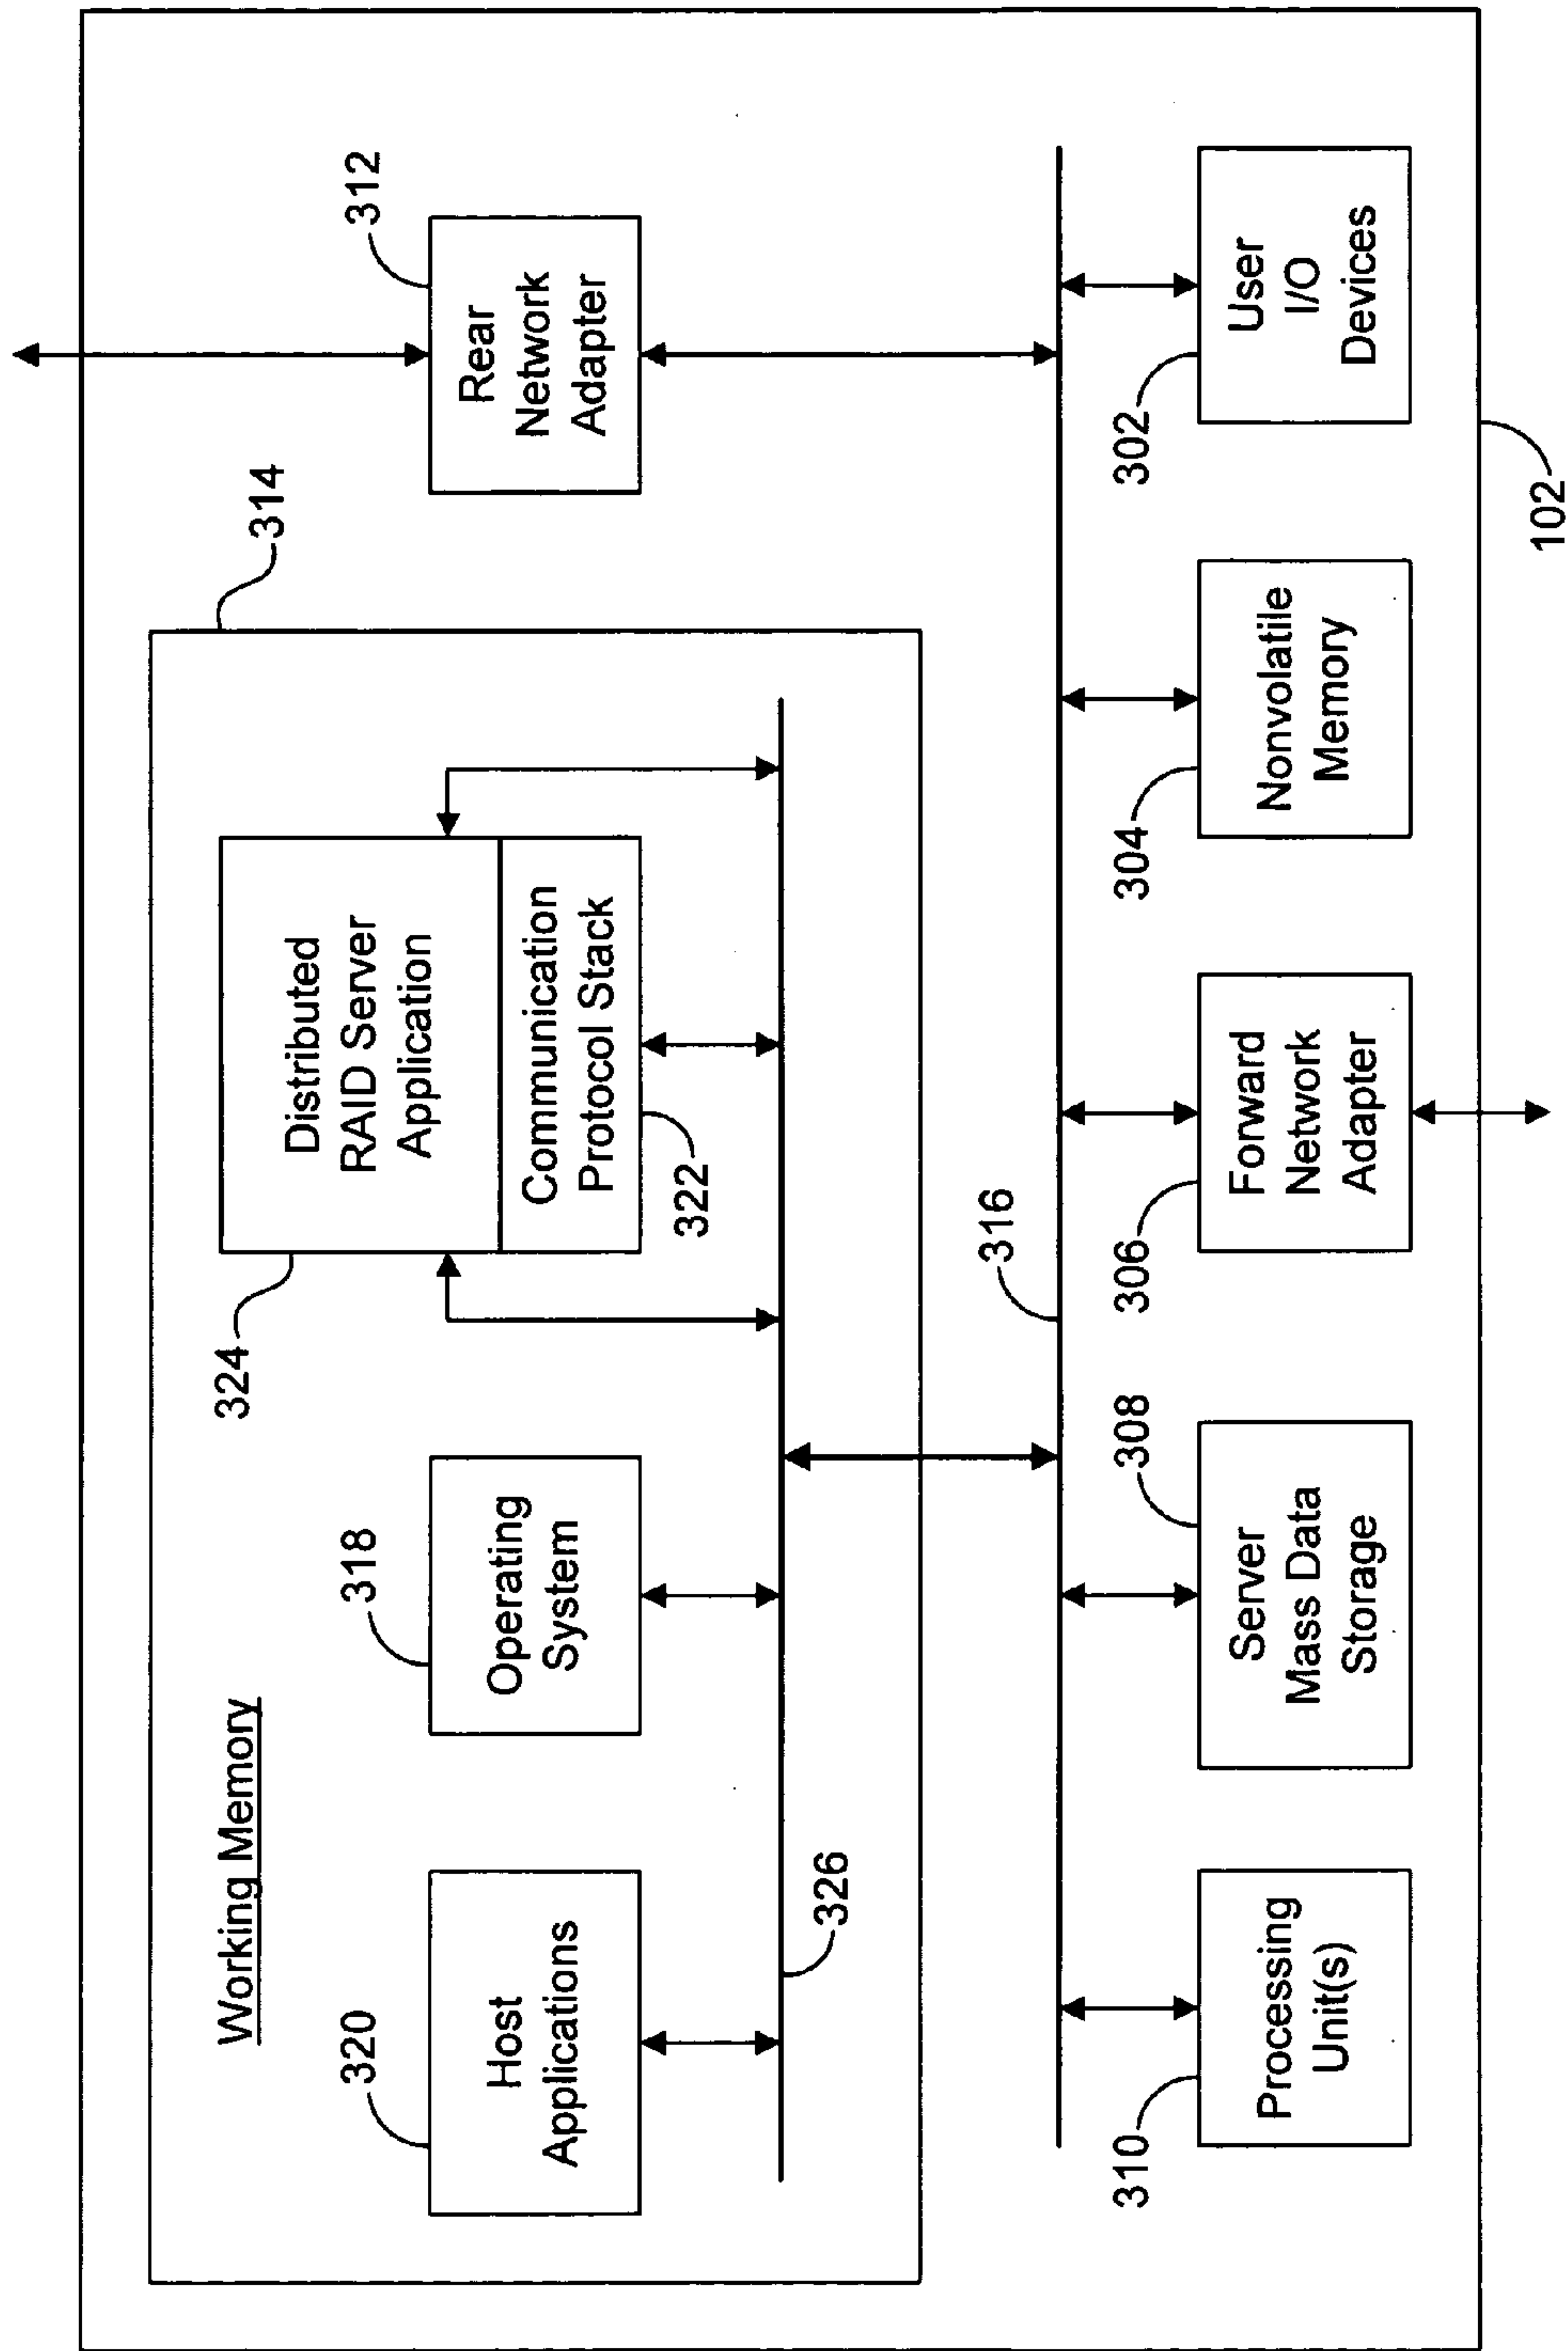 Working Memory
314
312
320
Host
Applications
318
Operating
System
324
Distributed
RAID Server
Application
Communication
Protocol Stack
322
Rear
Network
Adapter
326
316
310
Processing
Unit(s)
308
Server
Mass Data
Storage
306
Forward
Network
Adapter
304
Nonvolatile
Memory
302
User
I/O
Devices
102